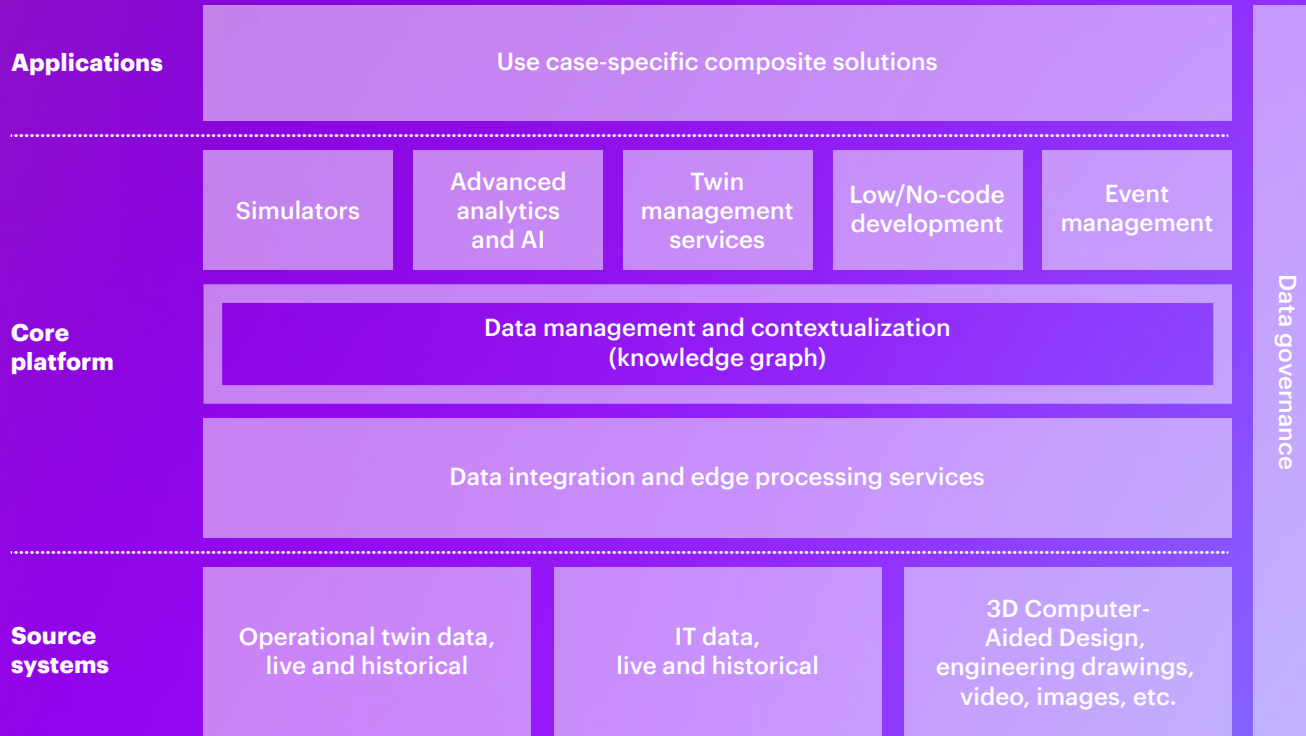 Applications
Use case-specific composite solutions
Simulators
Advanced
analytics
and AI
Twin
management
services
Low/No-code
development
Event
management
Core
platform
Data management and contextualization
(knowledge graph)
Data integration and edge processing services
Source
systems
Operational twin data,
live and historical
IT data,
live and historical
3D Computer-
Aided Design,
engineering drawings,
video, images, etc.
Data governance